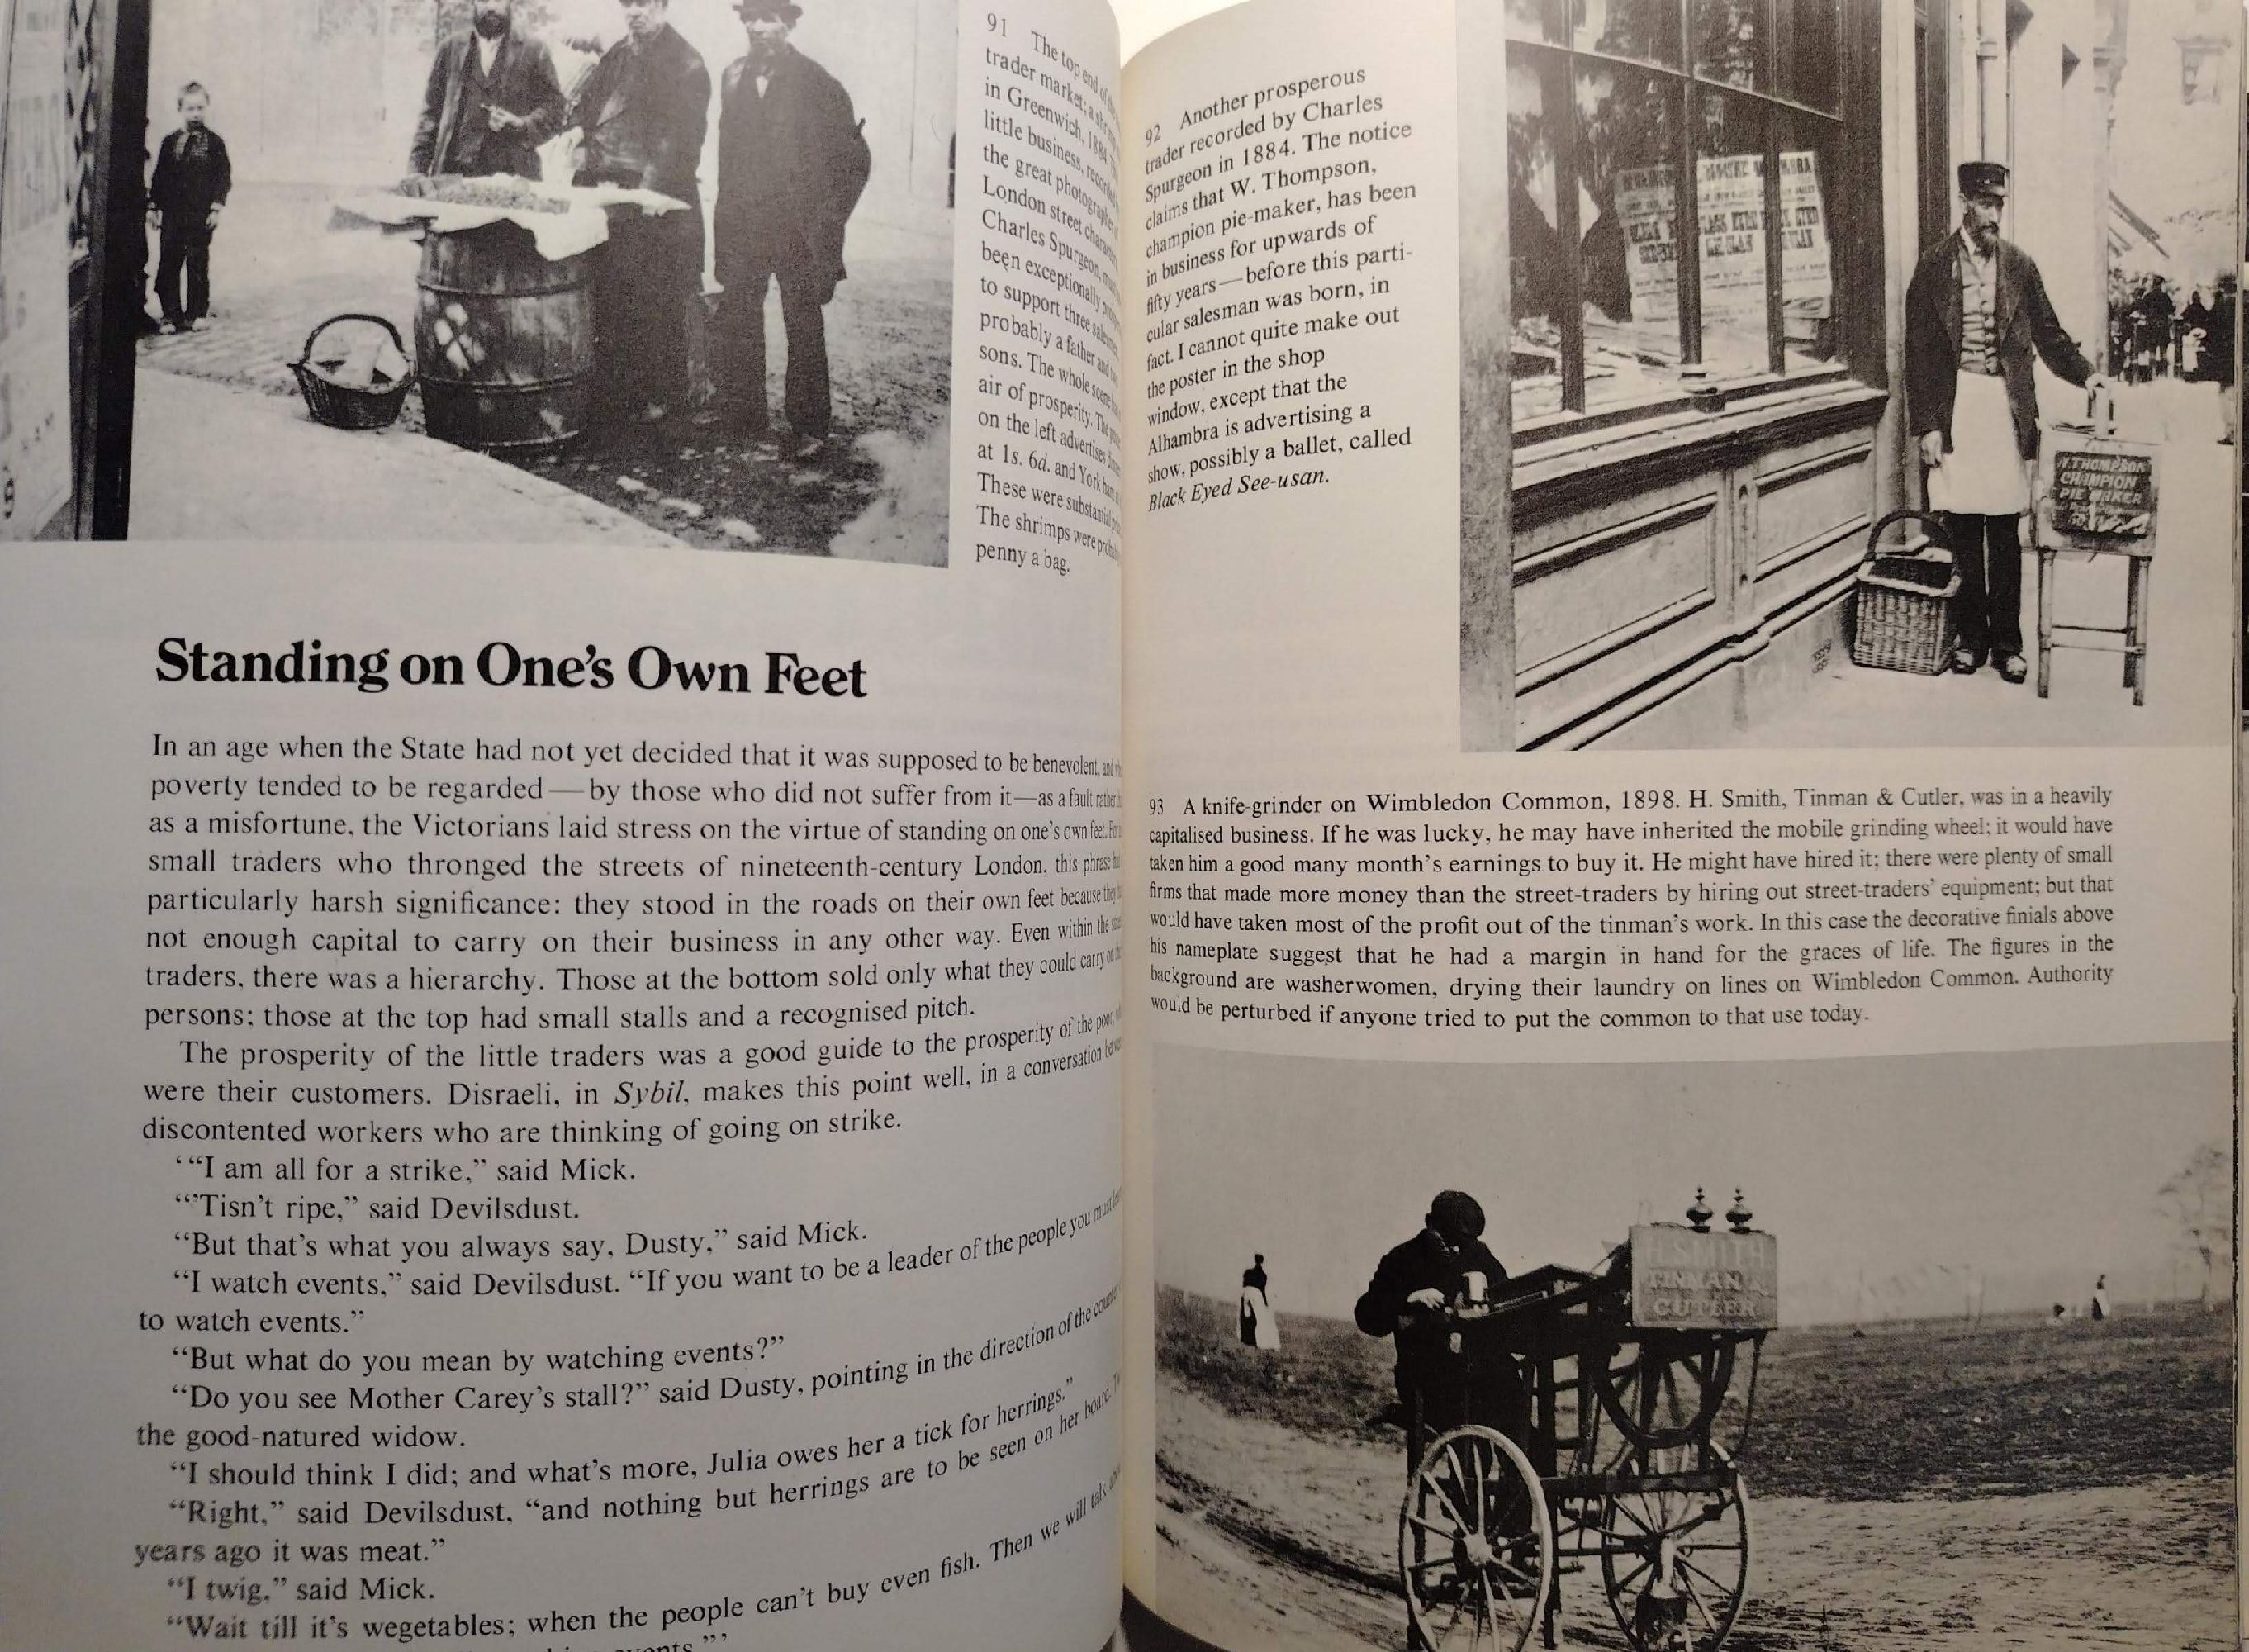 91 The top end of the
trader market: a shrimp
in Greenwich, 1884. The
little business, recorded
the great photographer of
London street characters,
Charles Spurgeon, must
been exceptionally
to support three salesmen,
probably a father and two
sons. The whole scene has
air of prosperity. The
on the left advertises
at 1s. 6d. and York ham
These were substantial
The shrimps were probably
penny a bag.
Standing on One's Own Feet
In an age when the State had not yet decided that it was supposed to be benevolent, and
poverty tended to be regarded — by those who did not suffer from it — as a fault rather
as a misfortune, the Victorians laid stress on the virtue of standing on one's own feet. For
small traders who thronged the streets of nineteenth-century London, this phrase
particularly harsh significance: they stood in the roads on their own feet because they
not enough capital to carry on their business in any other way. Even within the
traders, there was a hierarchy. Those at the bottom sold only what they could carry on
persons; those at the top had small stalls and a recognised pitch.
The prosperity of the little traders was a good guide to the prosperity of the poor,
were their customers. Disraeli, in Sybil, makes this point well, in a conversation
discontented workers who are thinking of going on strike.
‘“I am all for a strike,” said Mick.
“’Tisn’t ripe,” said Devilsdust.
“But that’s what you always say, Dusty,” said Mick.
“I watch events,” said Devilsdust. “If you want to be a leader of the people you must
to watch events.”
“But what do you mean by watching events?”
“Do you see Mother Carey’s stall?” said Dusty, pointing in the direction of the
the good-natured widow.
“I should think I did; and what’s more, Julia owes her a tick for herrings.”
“Right,” said Devilsdust, “and nothing but herrings are to be seen on her board.
years ago it was meat.”
“I twig,” said Mick.
“Wait till it’s wegetables; when the people can’t buy even fish. Then we will talk
events.”’
92 Another prosperous
trader recorded by Charles
Spurgeon in 1884. The notice
claims that W. Thompson,
champion pie-maker, has been
in business for upwards of
fifty years — before this parti-
cular salesman was born, in
fact. I cannot quite make out
the poster in the shop
window, except that the
Alhambra is advertising a
show, possibly a ballet, called
Black Eyed See-usan.
W. THOMPSON
CHAMPION
PIE MAKER
93 A knife-grinder on Wimbledon Common, 1898. H. Smith, Tinman & Cutler, was in a heavily
capitalised business. If he was lucky, he may have inherited the mobile grinding wheel; it would have
taken him a good many month’s earnings to buy it. He might have hired it; there were plenty of small
firms that made more money than the street-traders by hiring out street-traders’ equipment; but that
would have taken most of the profit out of the tinman’s work. In this case the decorative finials above
his nameplate suggest that he had a margin in hand for the graces of life. The figures in the
background are washerwomen, drying their laundry on lines on Wimbledon Common. Authority
would be perturbed if anyone tried to put the common to that use today.
SMITH
TINMAN &
CUTLER